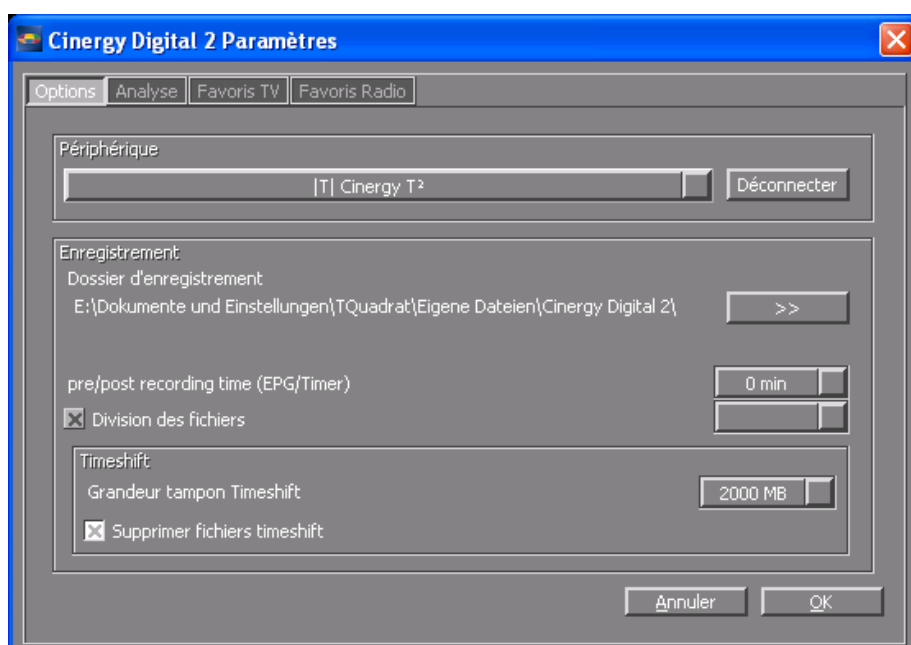 Cinergy Digital 2 Paramètres
Options Analyse Favoris TV Favoris Radio
Périphérique
|T| Cinergy T² Déconnecter
Enregistrement
Dossier d'enregistrement
E:\Dokumente und Einstellungen\TQuadrat\Eigene Dateien\Cinergy Digital 2\ >>
pre/post recording time (EPG/Timer) 0 min
Division des fichiers
Timeshift
Grandeur tampon Timeshift 2000 MB
Supprimer fichiers timeshift
Annuler OK